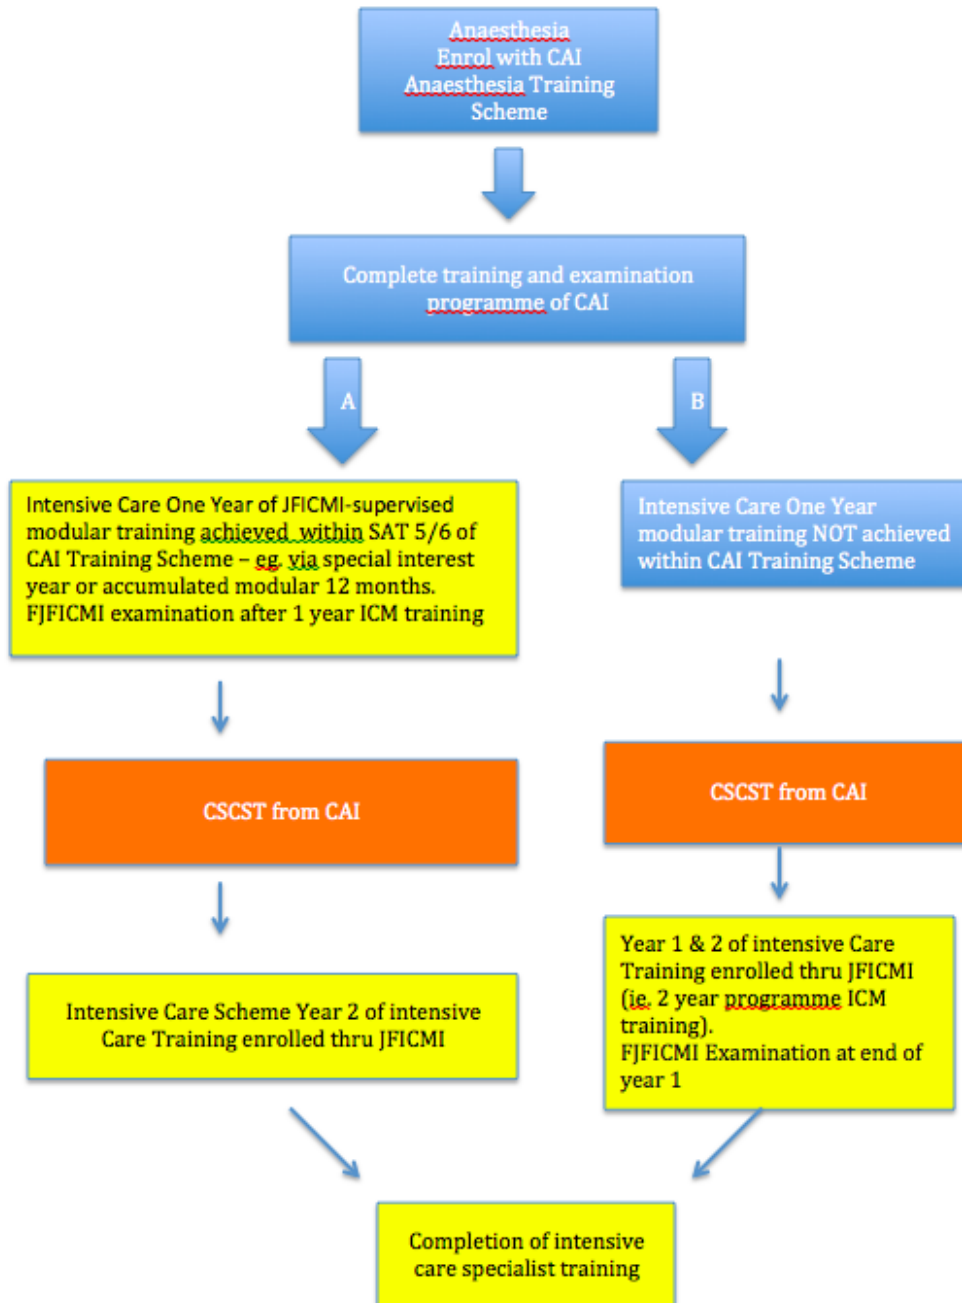 Anaesthesia
Enrol with CAI
Anaesthesia Training
Scheme
Complete training and examination
programme of CAI
A
B
Intensive Care One Year of JFICMI-supervised
modular training achieved within SAT 5/6 of
CAI Training Scheme – eg. via special interest
year or accumulated modular 12 months.
FJFICMI examination after 1 year ICM training
Intensive Care One Year
modular training NOT achieved
within CAI Training Scheme
CSCST from CAI
CSCST from CAI
Intensive Care Scheme Year 2 of intensive
Care Training enrolled thru JFICMI
Year 1 & 2 of intensive Care
Training enrolled thru JFICMI
(ie. 2 year programme ICM
training).
FJFICMI Examination at end of
year 1
Completion of intensive
care specialist training